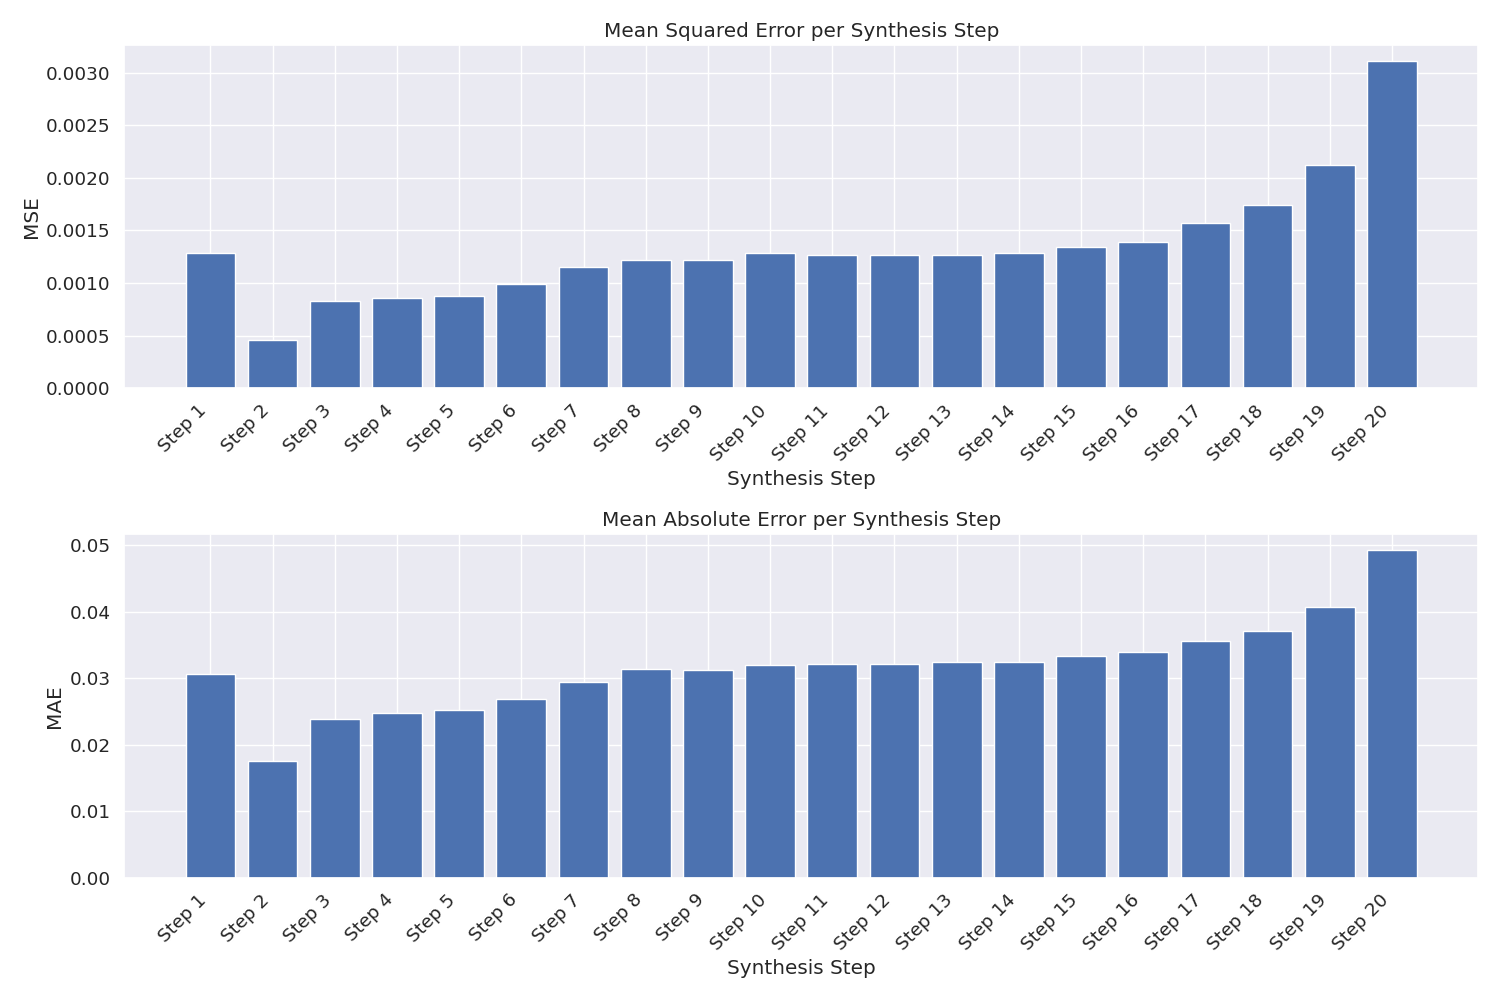 Mean Squared Error per Synthesis Step
MSE
0.0030
0.0025
0.0020
0.0015
0.0010
0.0005
0.0000
Step 1
Step 2
Step 3
Step 4
Step 5
Step 6
Step 7
Step 8
Step 9
Step 10
Step 11
Step 12
Step 13
Step 14
Step 15
Step 16
Step 17
Step 18
Step 19
Step 20
Synthesis Step
Mean Absolute Error per Synthesis Step
MAE
0.05
0.04
0.03
0.02
0.01
0.00
Step 1
Step 2
Step 3
Step 4
Step 5
Step 6
Step 7
Step 8
Step 9
Step 10
Step 11
Step 12
Step 13
Step 14
Step 15
Step 16
Step 17
Step 18
Step 19
Step 20
Synthesis Step